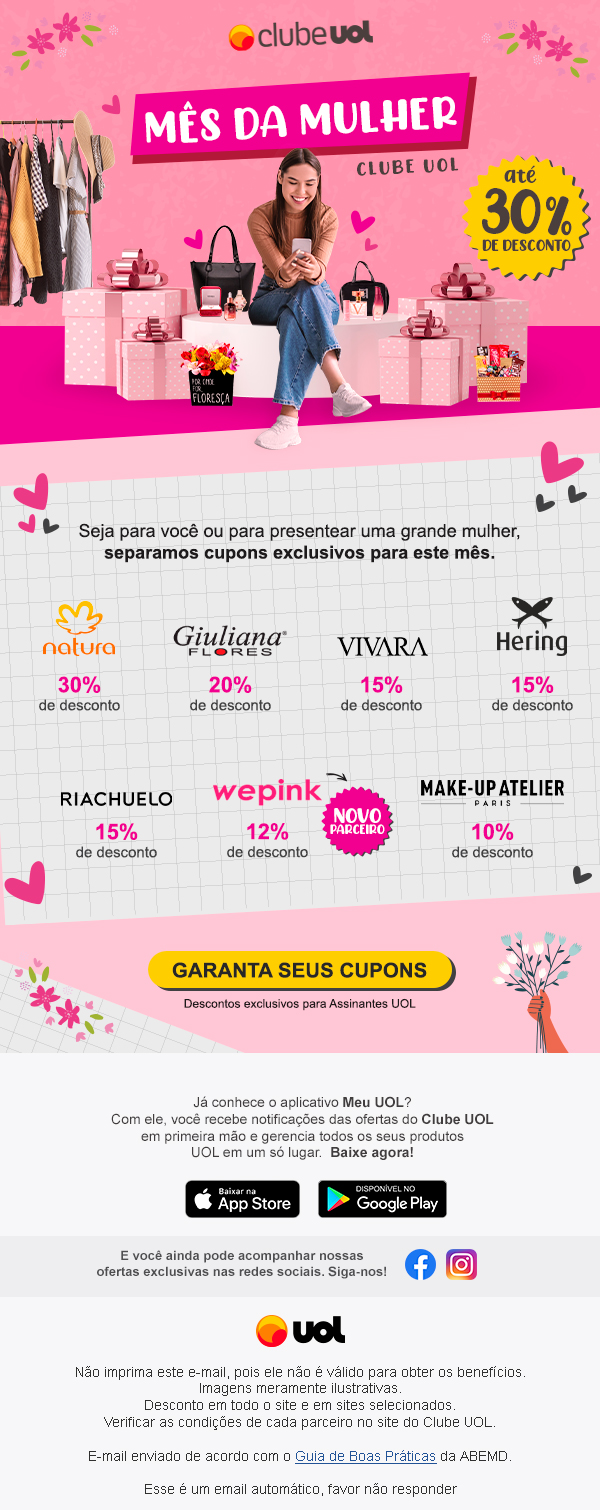 clube uol
MÊS DA MULHER
CLUBE UOL
até
30%
DE DESCONTO
POR AMOR
POR
FLORESÇA
Seja para você ou para presentear uma grande mulher,
separamos cupons exclusivos para este mês.
natura
30%
de desconto
Giuliana®
FLORES
20%
de desconto
VIVARA
15%
de desconto
Hering
15%
de desconto
RIACHUELO
15%
de desconto
wepink
12%
de desconto
NOVO
PARCEIRO
MAKE-UP ATELIER
PARIS
10%
de desconto
GARANTA SEUS CUPONS
Descontos exclusivos para Assinantes UOL
Já conhece o aplicativo Meu UOL?
Com ele, você recebe notificações das ofertas do Clube UOL
em primeira mão e gerencia todos os seus produtos
UOL em um só lugar. Baixe agora!
Baixar na
App Store
DISPONÍVEL NO
Google Play
E você ainda pode acompanhar nossas
ofertas exclusivas nas redes sociais. Siga-nos!
uol
Não imprima este e-mail, pois ele não é válido para obter os benefícios.
Imagens meramente ilustrativas.
Desconto em todo o site e em sites selecionados.
Verificar as condições de cada parceiro no site do Clube UOL.
E-mail enviado de acordo com o Guia de Boas Práticas da ABEMD.
Esse é um email automático, favor não responder